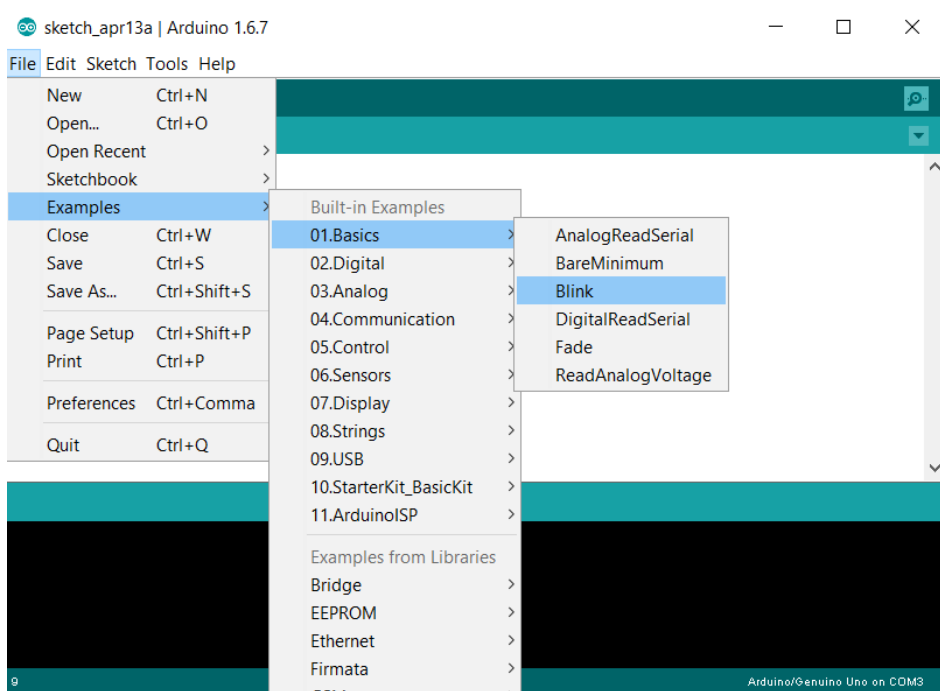 sketch_apr13a | Arduino 1.6.7
File Edit Sketch Tools Help
New Ctrl+N
Open... Ctrl+O
Open Recent
Sketchbook
Examples
Close Ctrl+W
Save Ctrl+S
Save As... Ctrl+Shift+S
Page Setup Ctrl+Shift+P
Print Ctrl+P
Preferences Ctrl+Comma
Quit Ctrl+Q
Built-in Examples
01.Basics
02.Digital
03.Analog
04.Communication
05.Control
06.Sensors
07.Display
08.Strings
09.USB
10.StarterKit_BasicKit
11.ArduinoISP
Examples from Libraries
Bridge
EEPROM
Ethernet
Firmata
AnalogReadSerial
BareMinimum
Blink
DigitalReadSerial
Fade
ReadAnalogVoltage
9
Arduino/Genuino Uno on COM3